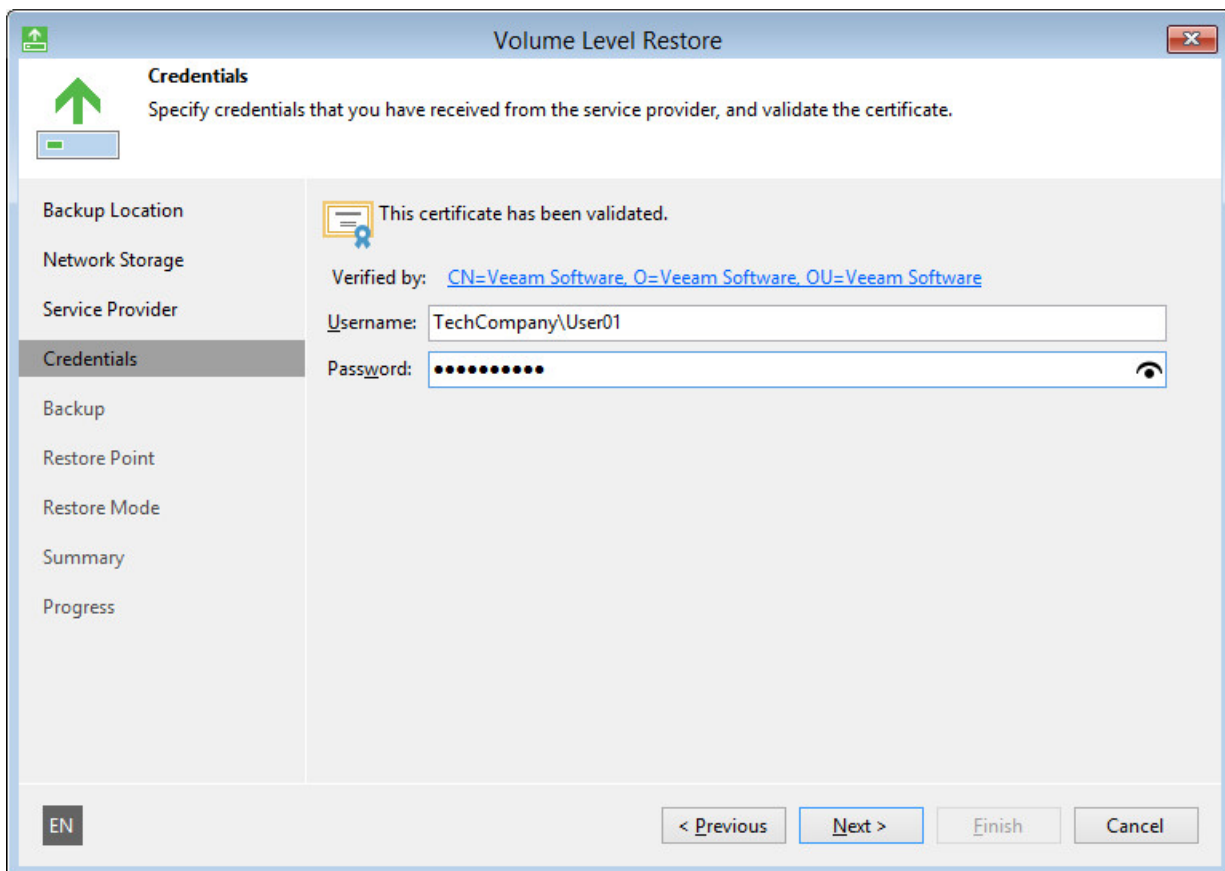 Volume Level Restore
Credentials
Specify credentials that you have received from the service provider, and validate the certificate.
Backup Location
Network Storage
Service Provider
Credentials
Backup
Restore Point
Restore Mode
Summary
Progress
This certificate has been validated.
Verified by: CN=Veeam Software, O=Veeam Software, OU=Veeam Software
Username: TechCompany\User01
Password: ●●●●●●●●●●
EN
< Previous Next > Finish Cancel